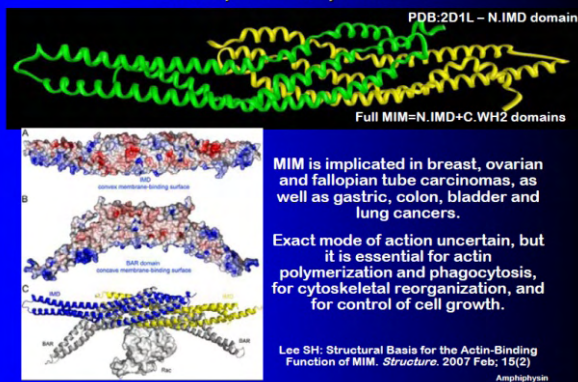 PDB:2D1L – N.IMD domain
Full MIM=N.IMD+C.WH2 domains
A
IMD
convex membrane-binding surface
B
BAR domain
concave membrane-binding surface
C
IMD
BAR
BAR
Rac
MIM is implicated in breast, ovarian
and fallopian tube carcinomas, as
well as gastric, colon, bladder and
lung cancers.
Exact mode of action uncertain, but
it is essential for actin
polymerization and phagocytosis,
for cytoskeletal reorganization, and
for control of cell growth.
Lee SH: Structural Basis for the Actin-Binding
Function of MIM. Structure. 2007 Feb; 15(2)
Amphiphysin